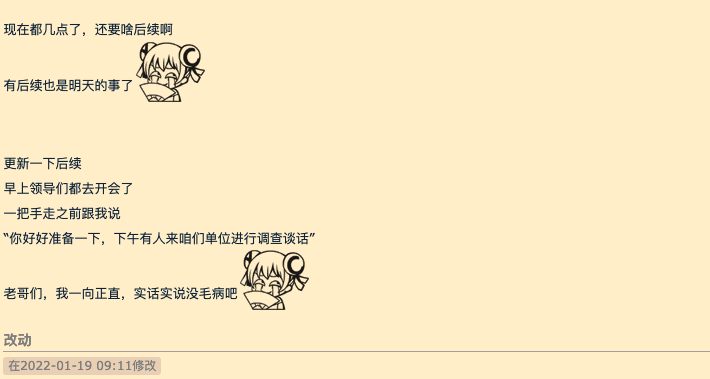 现在都几点了，还要啥后续啊
有后续也是明天的事了
更新一下后续
早上领导们都去开会了
一把手走之前跟我说
“你好好准备一下，下午有人来咱们单位进行调查谈话”
老哥们，我一向正直，实话实说没毛病吧
改动
在2022-01-19 09:11修改